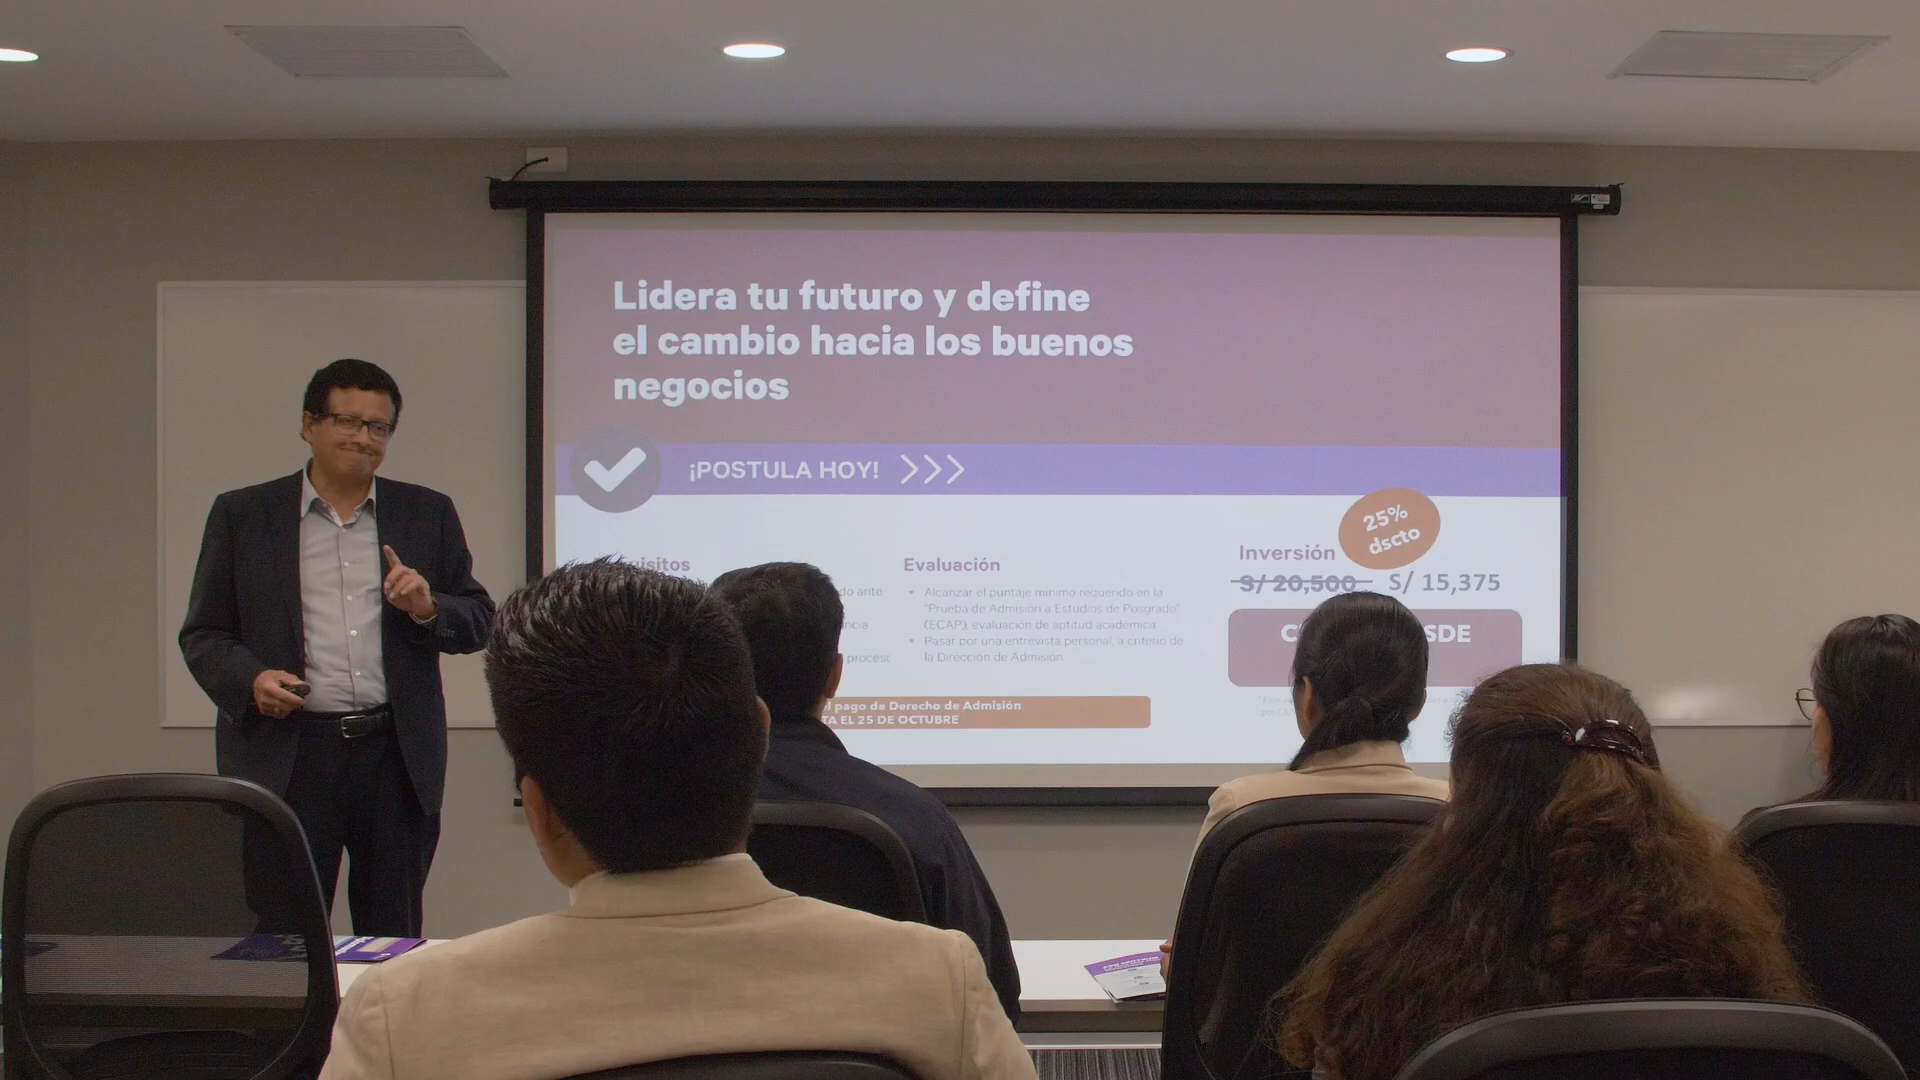 Lidera tu futuro y define
el cambio hacia los buenos
negocios
¡POSTULA HOY!
25%
dscto
Evaluación
• Alcanzar el puntaje mínimo requerido en la
"Prueba de Admisión a Estudios de Posgrado"
(ECAP), evaluación de aptitud académica
• Pasar por una entrevista personal, a criterio de
la Dirección de Admisión.
ante
pago de Derecho de Admisión
EL 25 DE OCTUBRE
Inversión
S/ 20,500 S/ 15,375